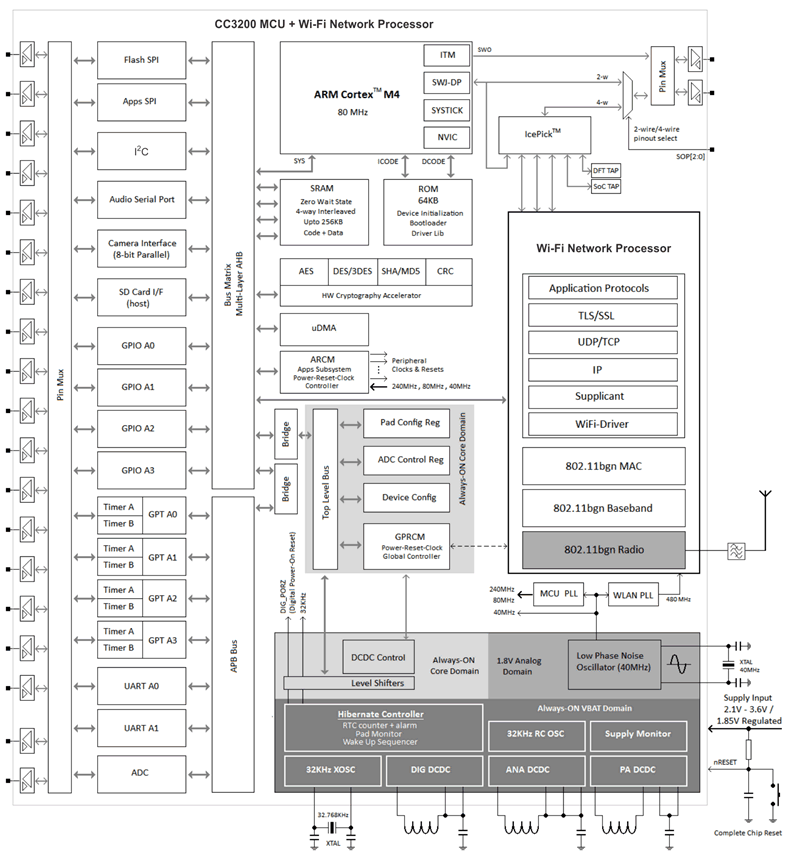 CC3200 MCU + Wi-Fi Network Processor
Pin Mux
Flash SPI
Apps SPI
I2C
Audio Serial Port
Camera Interface
(8-bit Parallel)
SD Card I/F
(host)
GPIO A0
GPIO A1
GPIO A2
GPIO A3
Timer A
Timer B
GPT A0
Timer A
Timer B
GPT A1
Timer A
Timer B
GPT A2
Timer A
Timer B
GPT A3
UART A0
UART A1
ADC
Bus Matrix
Multi-Layer AHB
APB Bus
ARM Cortex™ M4
80 MHz
ITM
SWJ-DP
SYSTICK
NVIC
SWO
2-w
4-w
Pin Mux
2-wire/4-wire
pinout select
SOP[2:0]
IcePick™
DFT TAP
SoC TAP
SYS
ICODE
DCODE
SRAM
Zero Wait State
4-way Interleaved
Upto 256KB
Code + Data
ROM
64KB
Device Initialization
Bootloader
Driver Lib
AES
DES/3DES
SHA/MD5
CRC
HW Cryptography Accelerator
uDMA
ARCM
Apps Subsystem
Power-Reset-Clock
Controller
Peripheral
Clocks & Resets
240MHz , 80MHz , 40MHz
Bridge
Bridge
Top Level Bus
Pad Config Reg
ADC Control Reg
Device Config
GPRCM
Power-Reset-Clock
Global Controller
Always-ON Core Domain
Wi-Fi Network Processor
Application Protocols
TLS/SSL
UDP/TCP
IP
Supplicant
WiFi-Driver
802.11bgn MAC
802.11bgn Baseband
802.11bgn Radio
DIG_PORZ
(Digital Power-On Reset)
32KHz
240MHz
80MHz
40MHz
MCU PLL
WLAN PLL
480 MHz
DCDC Control
Level Shifters
Always-ON
Core Domain
1.8V Analog
Domain
Low Phase Noise
Oscillator (40MHz)
XTAL
40MHz
Hibernate Controller
RTC counter + alarm
Pad Monitor
Wake Up Sequencer
Always-ON VBAT Domain
32KHz RC OSC
Supply Monitor
32KHz XOSC
DIG DCDC
ANA DCDC
PA DCDC
Supply Input
2.1V - 3.6V /
1.85V Regulated
nRESET
32.768KHz
XTAL
Complete Chip Reset